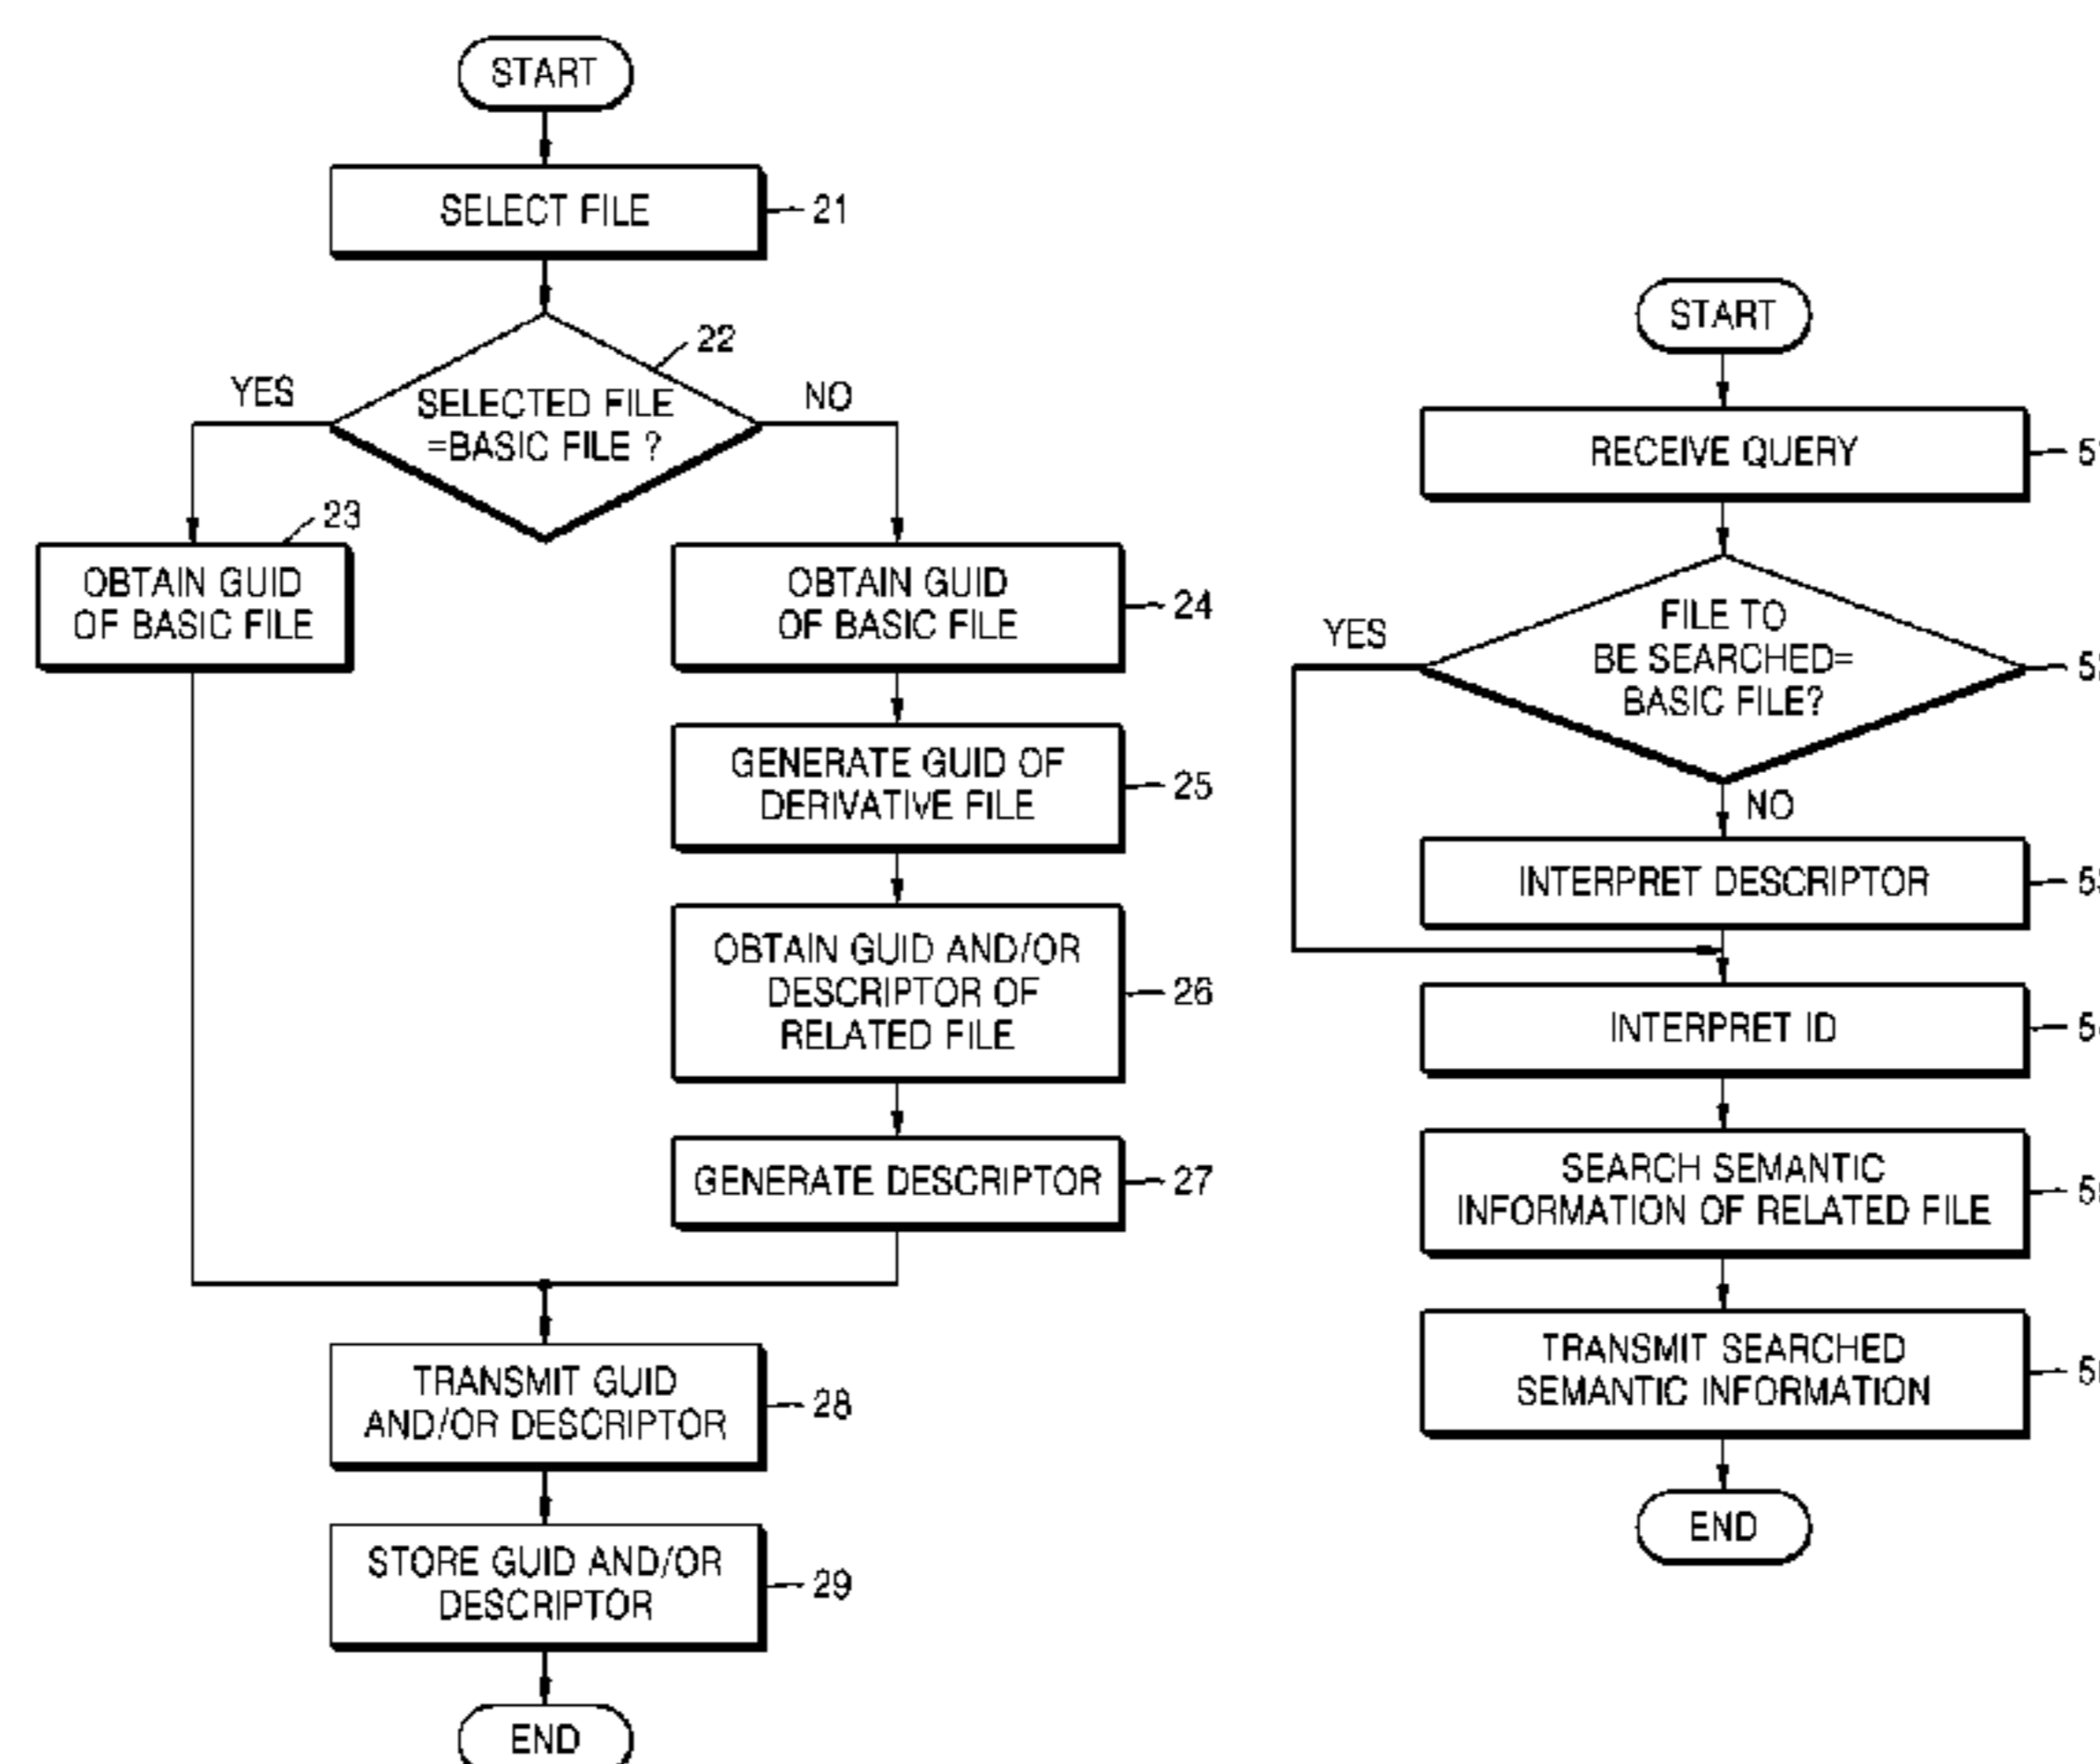 START
SELECT FILE
21
22
YES
NO
SELECTED FILE
=BASIC FILE ?
23
OBTAIN GUID
OF BASIC FILE
OBTAIN GUID
OF BASIC FILE
24
GENERATE GUID OF
DERIVATIVE FILE
25
OBTAIN GUID AND/OR
DESCRIPTOR OF
RELATED FILE
26
GENERATE DESCRIPTOR
27
TRANSMIT GUID
AND/OR DESCRIPTOR
28
STORE GUID AND/OR
DESCRIPTOR
29
END
START
RECEIVE QUERY
YES
FILE TO
BE SEARCHED=
BASIC FILE?
NO
INTERPRET DESCRIPTOR
INTERPRET ID
SEARCH SEMANTIC
INFORMATION OF RELATED FILE
TRANSMIT SEARCHED
SEMANTIC INFORMATION
END